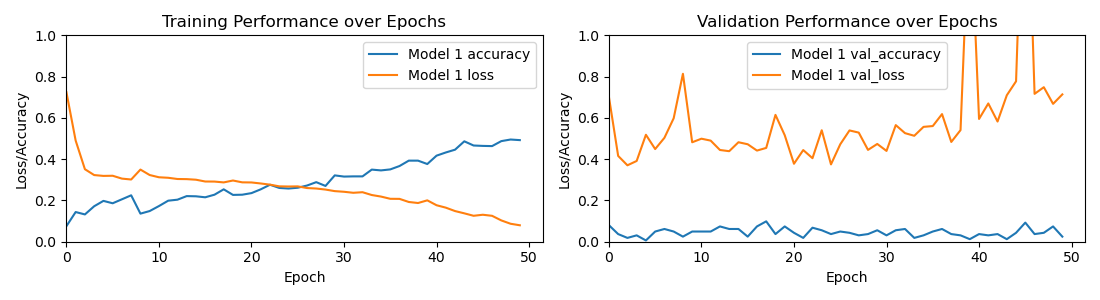 Training Performance over Epochs
Loss/Accuracy
1.0
0.8
0.6
0.4
0.2
0.0
Model 1 accuracy
Model 1 loss
0 10 20 30 40 50
Epoch
Validation Performance over Epochs
Loss/Accuracy
1.0
0.8
0.6
0.4
0.2
0.0
Model 1 val_accuracy
Model 1 val_loss
0 10 20 30 40 50
Epoch